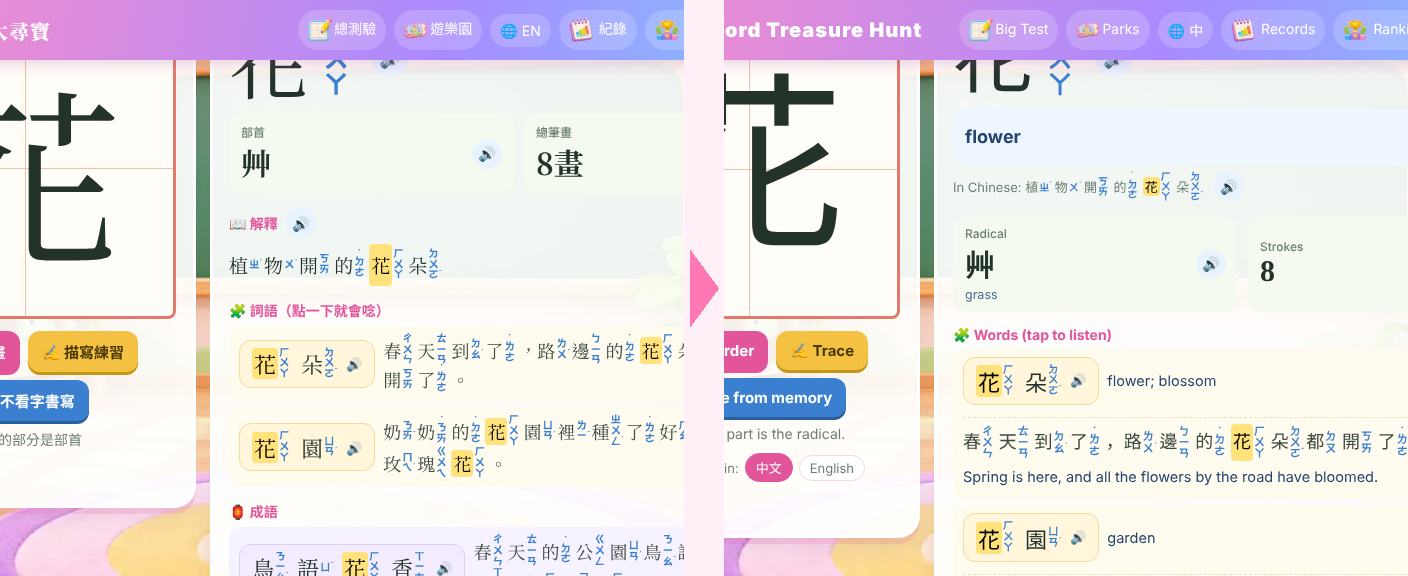 大尋寶
總測驗
遊樂園
EN
紀錄
花
ㄚ
花
部首
艸
總筆畫
8畫
解釋
植物開的花朵
詞語（點一下就會唸）
花朵
春天到了，路邊的花
開了。
花園
奶奶的花園裡種了好
玫瑰花。
成語
鳥語花香
春天的公園鳥
描寫練習
不看字書寫
的部分是部首
ord Treasure Hunt
Big Test
Parks
中
Records
Ranki
花
ㄚ
花
flower
In Chinese: 植物開的花朵
Radical
艸
grass
Strokes
8
Words (tap to listen)
花朵
flower; blossom
春天到了，路邊的花朵都開了
Spring is here, and all the flowers by the road have bloomed.
花園
garden
rder
Trace
e from memory
part is the radical.
in:
中文
English